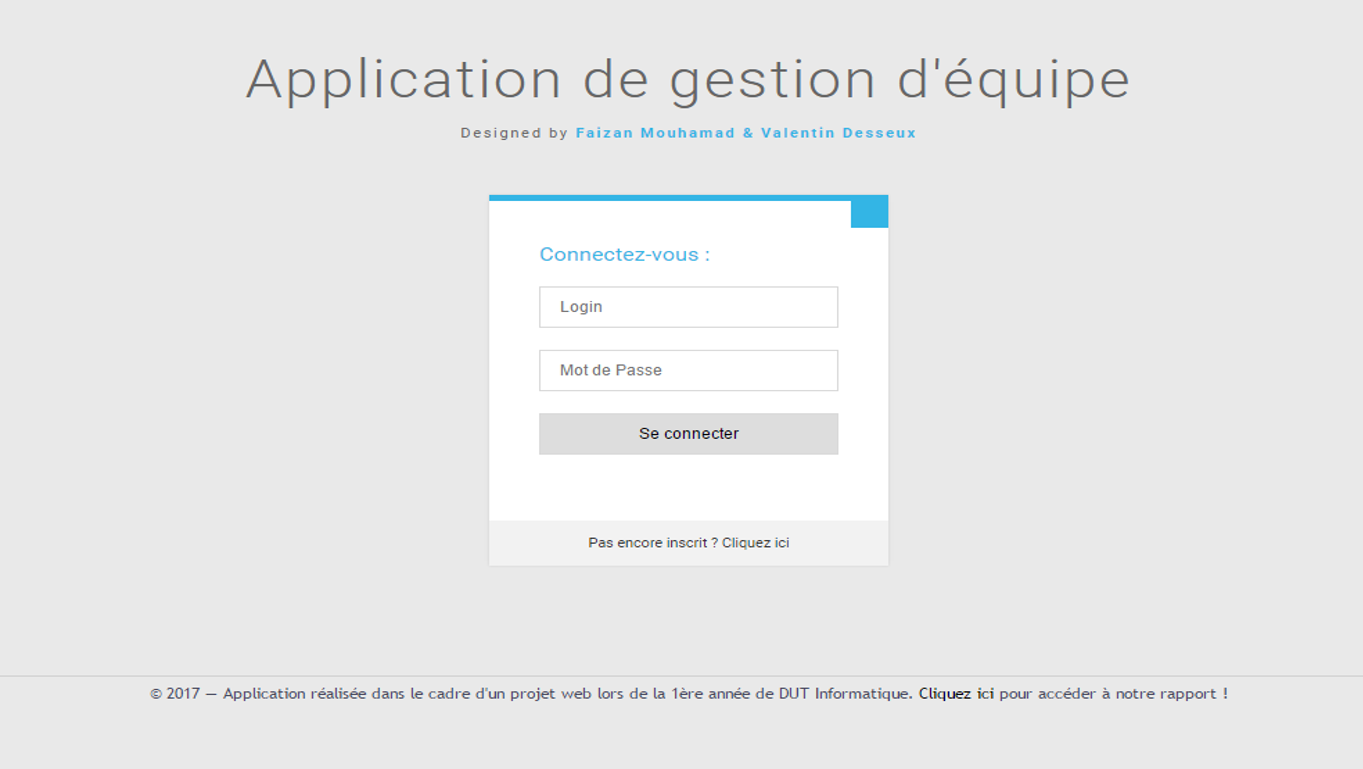 Application de gestion d'équipe
Designed by Faizan Mouhamad & Valentin Desseux
Connectez-vous :
Login
Mot de Passe
Se connecter
Pas encore inscrit ? Cliquez ici
© 2017 — Application réalisée dans le cadre d'un projet web lors de la 1ère année de DUT Informatique. Cliquez ici pour accéder à notre rapport !